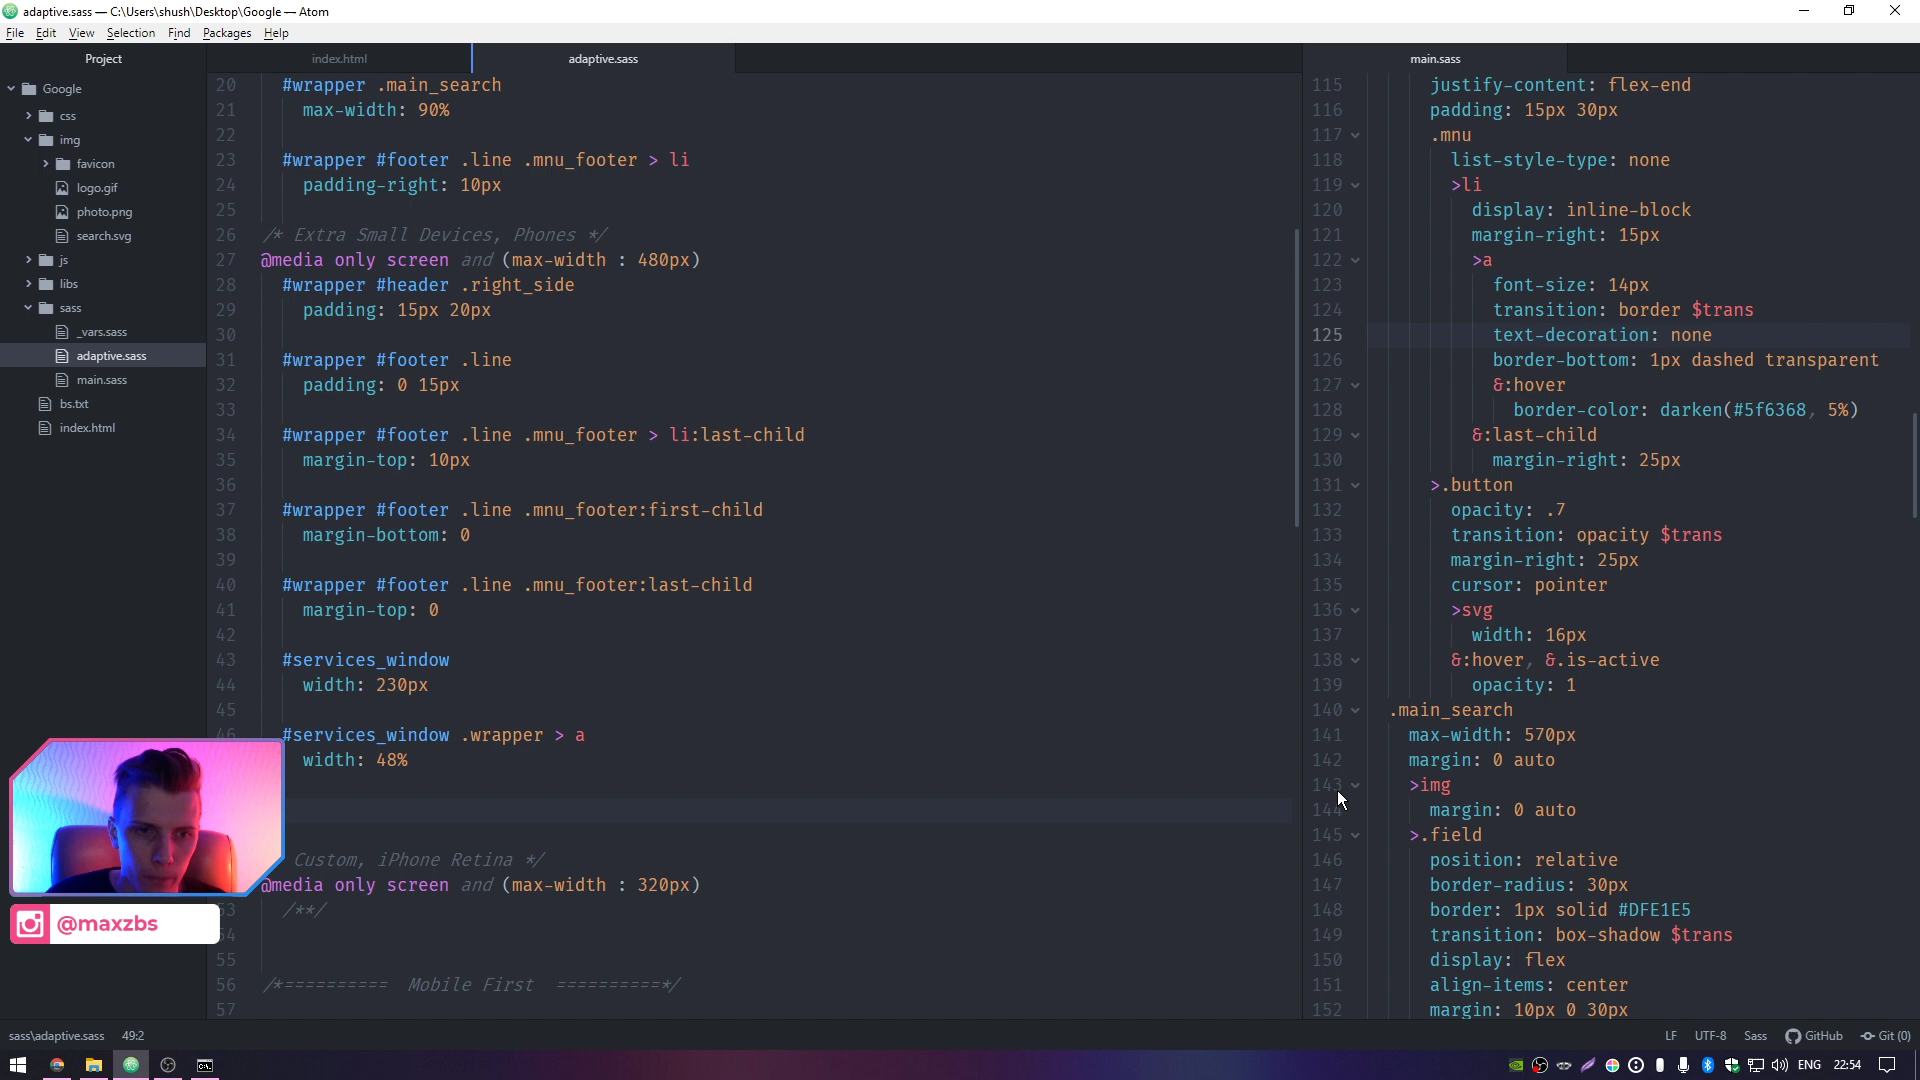 adaptive.sass — C:\Users\shush\Desktop\Google — Atom
File Edit View Selection Find Packages Help
Project
Google
css
img
favicon
logo.gif
photo.png
search.svg
js
libs
sass
_vars.sass
adaptive.sass
main.sass
bs.txt
index.html
index.html
adaptive.sass
20 #wrapper .main_search
21 max-width: 90%
22
23 #wrapper #footer .line .mnu_footer > li
24 padding-right: 10px
25
26 /* Extra Small Devices, Phones */
27 @media only screen and (max-width : 480px)
28 #wrapper #header .right_side
29 padding: 15px 20px
30
31 #wrapper #footer .line
32 padding: 0 15px
33
34 #wrapper #footer .line .mnu_footer > li:last-child
35 margin-top: 10px
36
37 #wrapper #footer .line .mnu_footer:first-child
38 margin-bottom: 0
39
40 #wrapper #footer .line .mnu_footer:last-child
41 margin-top: 0
42
43 #services_window
44 width: 230px
45
46 #services_window .wrapper > a
width: 48%
Custom, iPhone Retina */
@media only screen and (max-width : 320px)
53 /**/
54
55
56 /*========== Mobile First ==========*/
57
@maxzbs
main.sass
115 justify-content: flex-end
116 padding: 15px 30px
117 .mnu
118 list-style-type: none
119 >li
120 display: inline-block
121 margin-right: 15px
122 >a
123 font-size: 14px
124 transition: border $trans
125 text-decoration: none
126 border-bottom: 1px dashed transparent
127 &:hover
128 border-color: darken(#5f6368, 5%)
129 &:last-child
130 margin-right: 25px
131 >.button
132 opacity: .7
133 transition: opacity $trans
134 margin-right: 25px
135 cursor: pointer
136 >svg
137 width: 16px
138 &:hover, &.is-active
139 opacity: 1
140 .main_search
141 max-width: 570px
142 margin: 0 auto
143 >img
144 margin: 0 auto
145 >.field
146 position: relative
147 border-radius: 30px
148 border: 1px solid #DFE1E5
149 transition: box-shadow $trans
150 display: flex
151 align-items: center
152 margin: 10px 0 30px
sass\adaptive.sass 49:2
LF UTF-8 Sass GitHub Git (0)
ENG 22:54